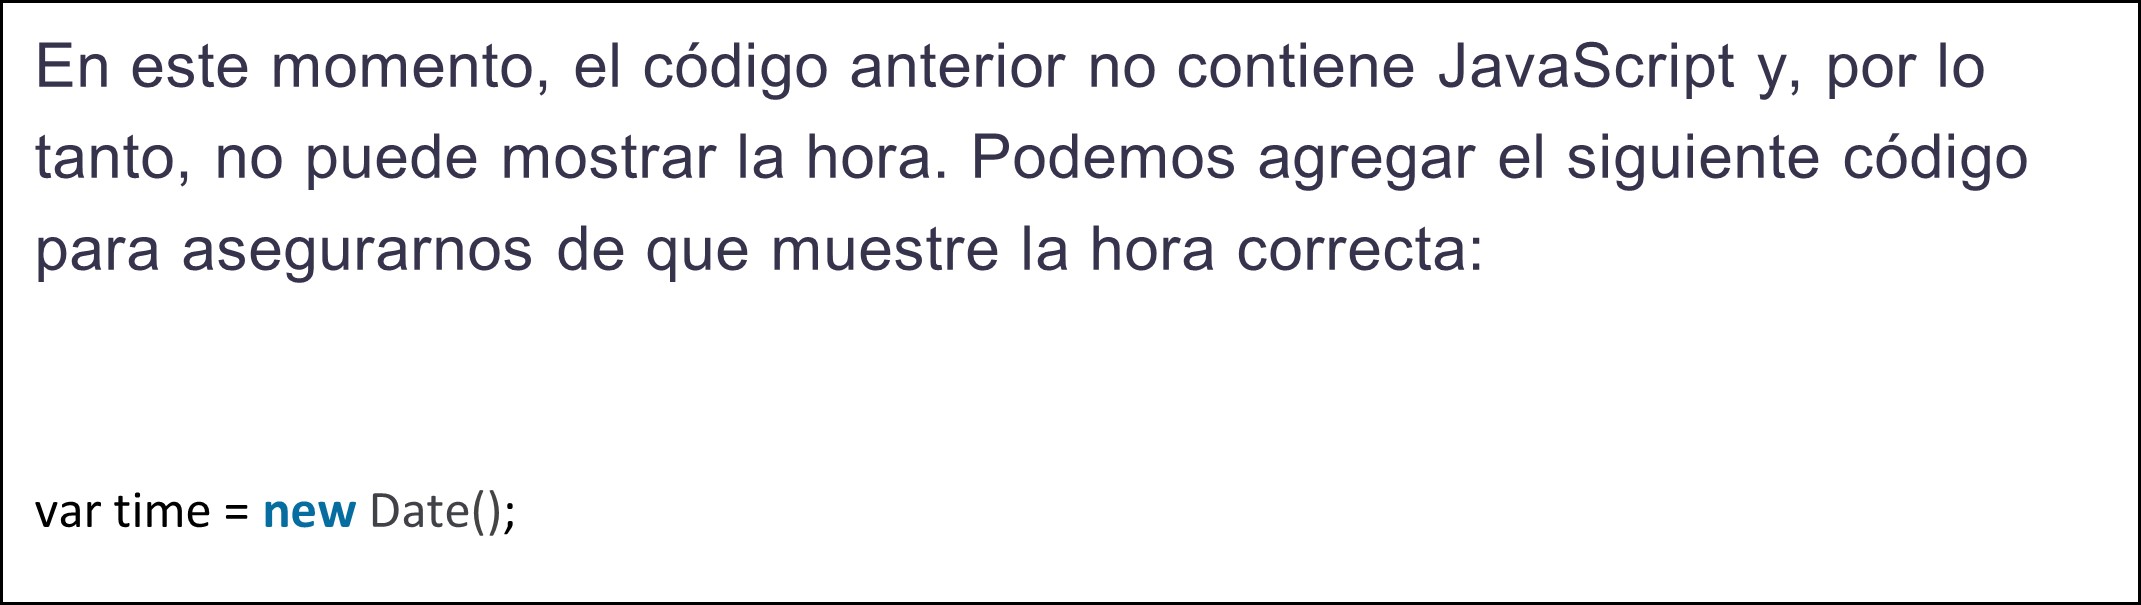 En este momento, el código anterior no contiene JavaScript y, por lo
tanto, no puede mostrar la hora. Podemos agregar el siguiente código
para asegurarnos de que muestre la hora correcta:
var time = new Date();